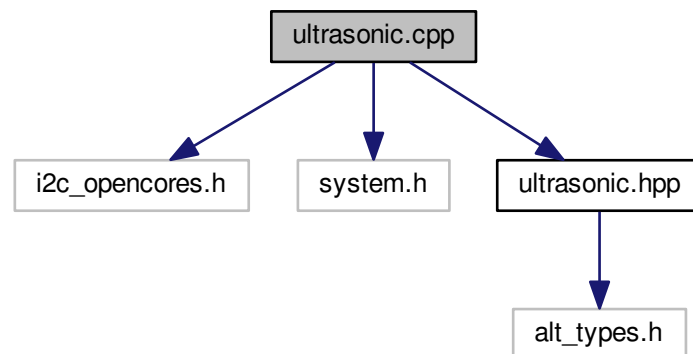 ultrasonic.cpp
i2c_opencores.h
system.h
ultrasonic.hpp
alt_types.h